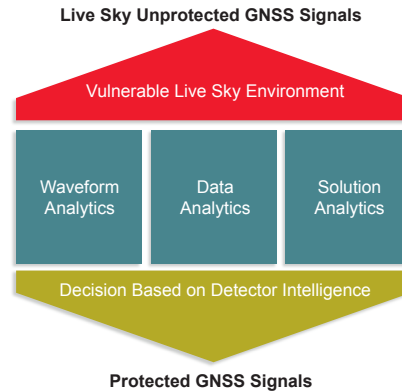 Live Sky Unprotected GNSS Signals
Vulnerable Live Sky Environment
Waveform
Analytics
Data
Analytics
Solution
Analytics
Decision Based on Detector Intelligence
Protected GNSS Signals